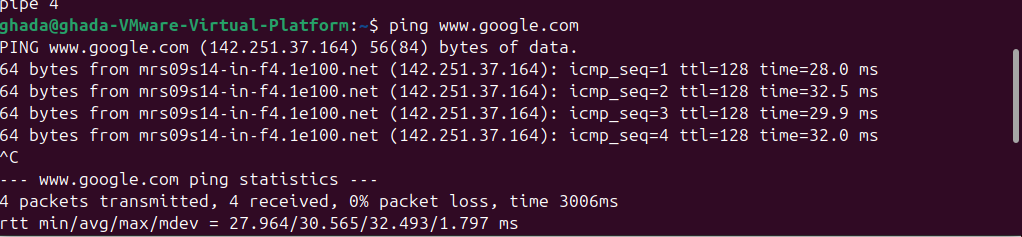 pipe 4
ghada@ghada-VMware-Virtual-Platform:~$ ping www.google.com
PING www.google.com (142.251.37.164) 56(84) bytes of data.
64 bytes from mrs09s14-in-f4.1e100.net (142.251.37.164): icmp_seq=1 ttl=128 time=28.0 ms
64 bytes from mrs09s14-in-f4.1e100.net (142.251.37.164): icmp_seq=2 ttl=128 time=32.5 ms
64 bytes from mrs09s14-in-f4.1e100.net (142.251.37.164): icmp_seq=3 ttl=128 time=29.9 ms
64 bytes from mrs09s14-in-f4.1e100.net (142.251.37.164): icmp_seq=4 ttl=128 time=32.0 ms
^C
--- www.google.com ping statistics ---
4 packets transmitted, 4 received, 0% packet loss, time 3006ms
rtt min/avg/max/mdev = 27.964/30.565/32.493/1.797 ms